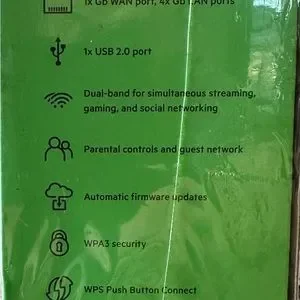 1x Gb WAN port, 4x Gb LAN ports
1x USB 2.0 port
Dual-band for simultaneous streaming,
gaming, and social networking
Parental controls and guest network
Automatic firmware updates
WPA3 security
WPS Push Button Connect